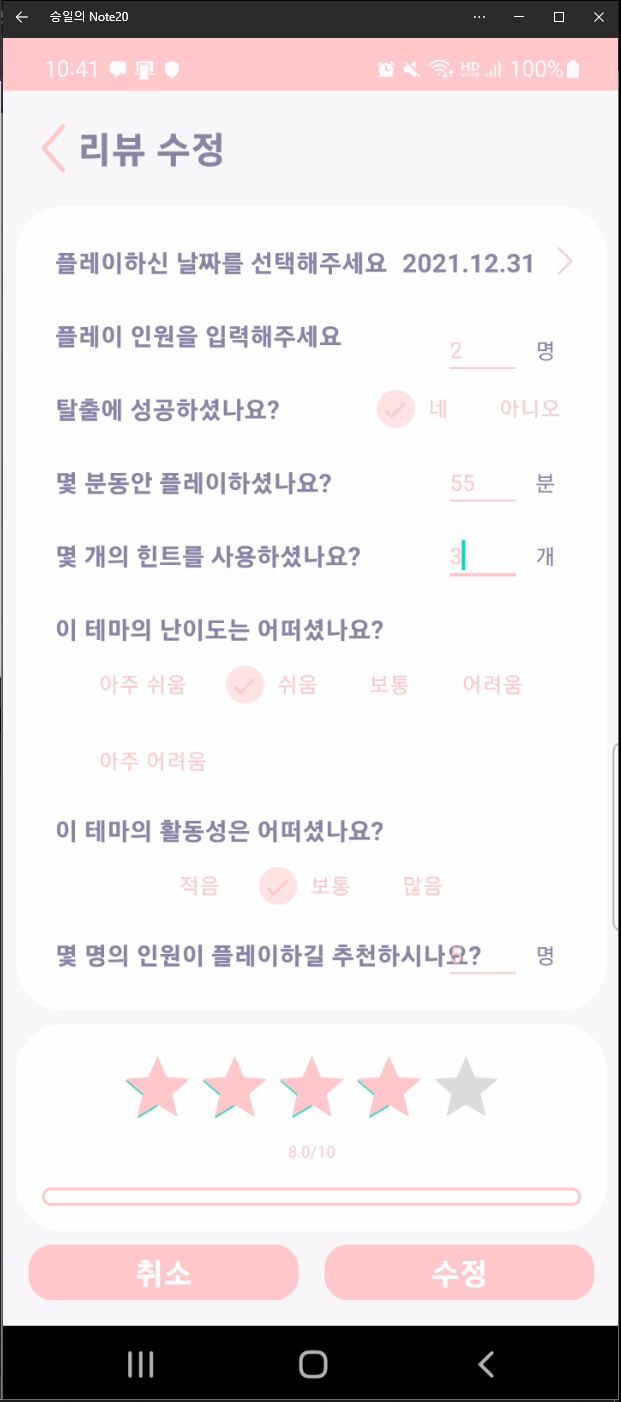 승일의 Note20
10:41 HD VOICE 100%
리뷰 수정
플레이하신 날짜를 선택해주세요 2021.12.31
플레이 인원을 입력해주세요 2 명
탈출에 성공하셨나요? 네 아니오
몇 분동안 플레이하셨나요? 55 분
몇 개의 힌트를 사용하셨나요? 3 개
이 테마의 난이도는 어떠셨나요?
아주 쉬움 쉬움 보통 어려움
아주 어려움
이 테마의 활동성은 어떠셨나요?
적음 보통 많음
몇 명의 인원이 플레이하길 추천하시나요? 명
8.0/10
취소 수정